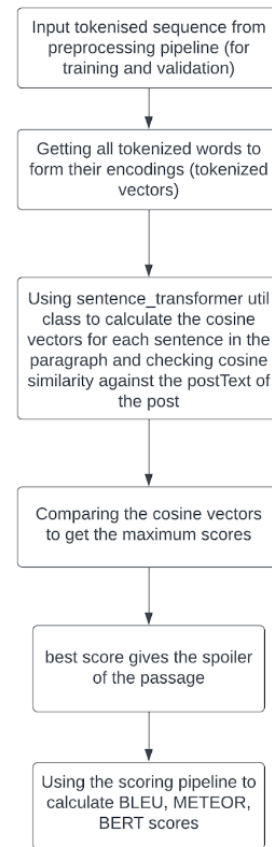 Input tokenised sequence from
preprocessing pipeline (for
training and validation)
Getting all tokenized words to
form their encodings (tokenized
vectors)
Using sentence_transformer util
class to calculate the cosine
vectors for each sentence in the
paragraph and checking cosine
similarity against the postText of
the post
Comparing the cosine vectors
to get the maximum scores
best score gives the spoiler
of the passage
Using the scoring pipeline to
calculate BLEU, METEOR,
BERT scores